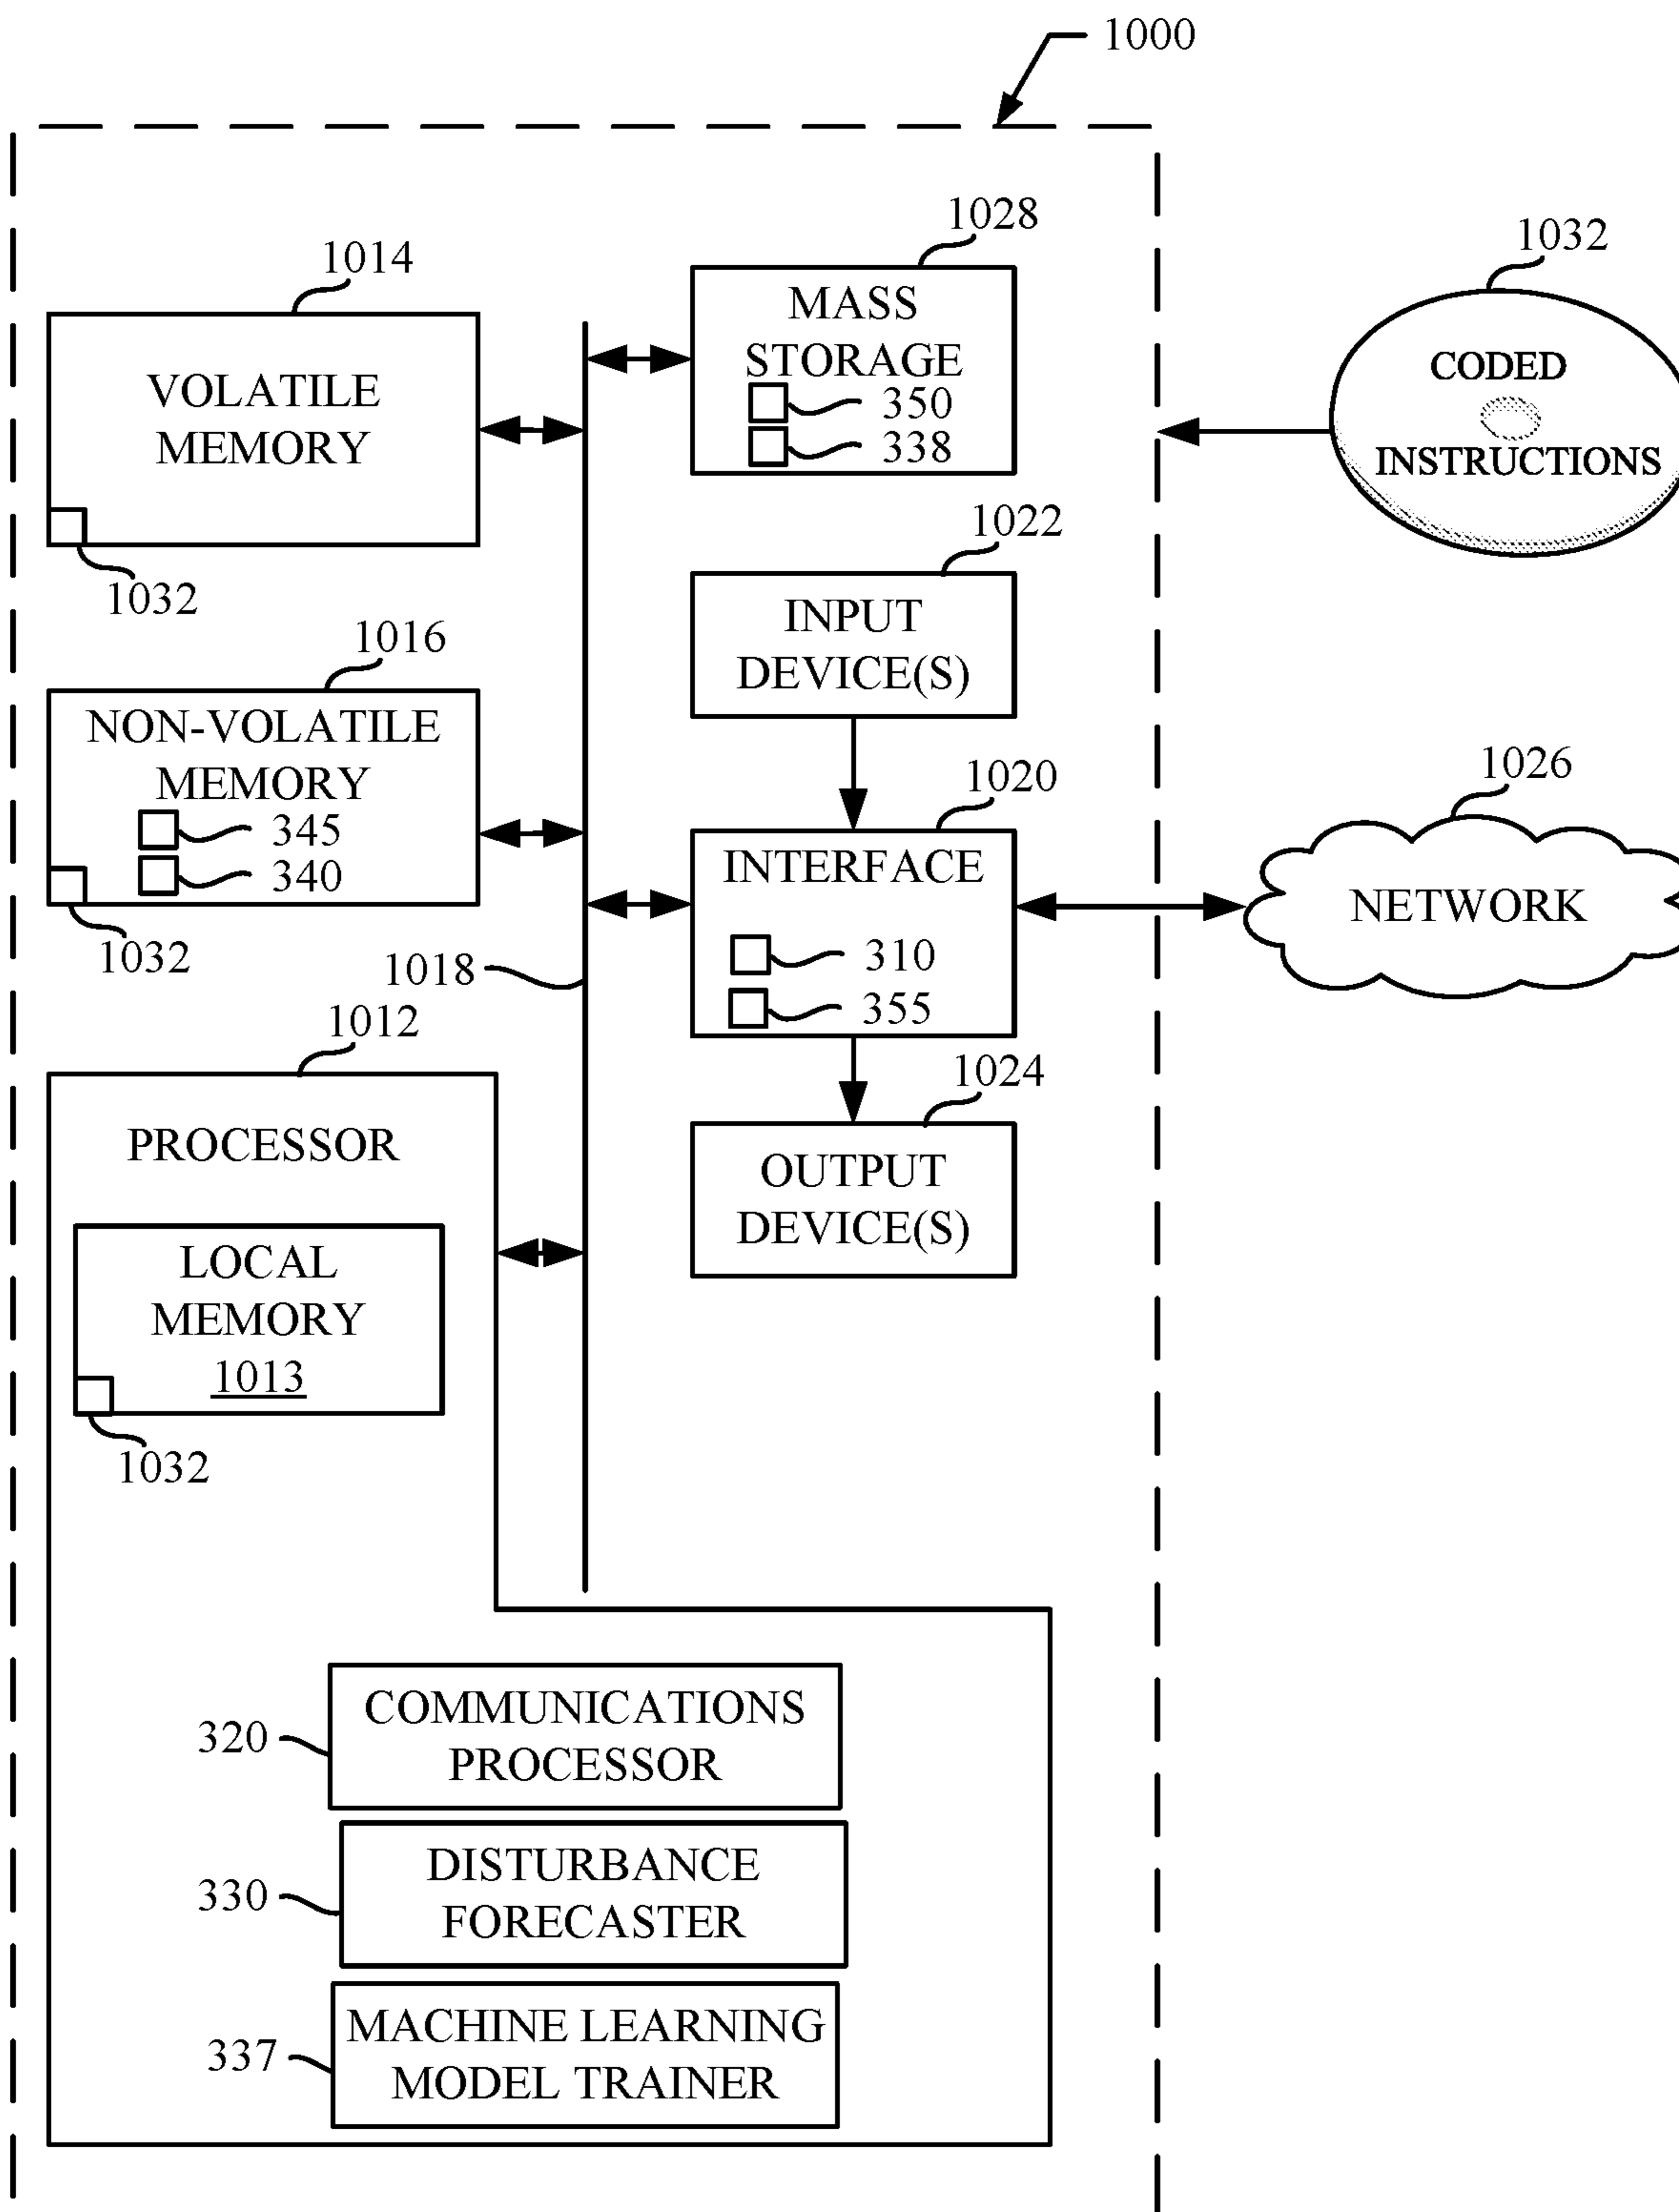 1000
1028
1014
1032
MASS
STORAGE
350
338
VOLATILE
MEMORY
1032
CODED
INSTRUCTIONS
1022
INPUT
DEVICE(S)
1016
NON-VOLATILE
MEMORY
345
340
1032
1020
INTERFACE
310
355
1026
NETWORK
1018
1012
1024
OUTPUT
DEVICE(S)
PROCESSOR
LOCAL
MEMORY
1013
1032
320
COMMUNICATIONS
PROCESSOR
330
DISTURBANCE
FORECASTER
337
MACHINE LEARNING
MODEL TRAINER